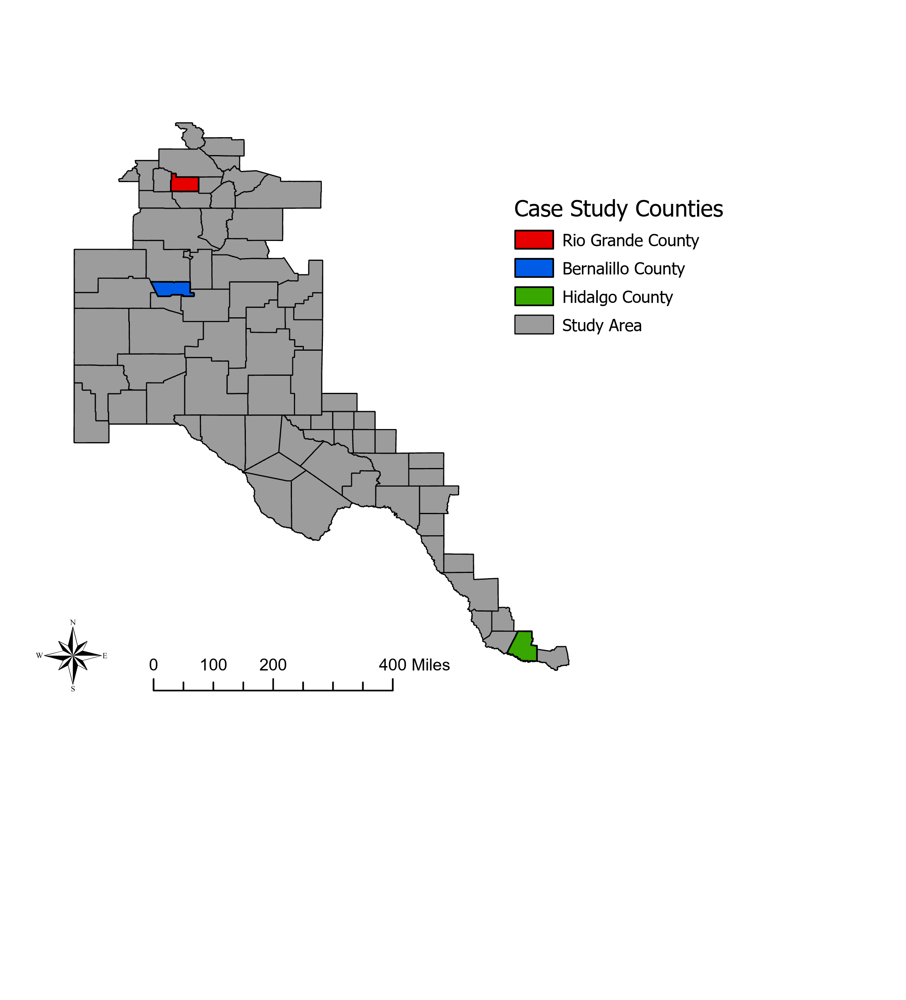 Case Study Counties
Rio Grande County
Bernalillo County
Hidalgo County
Study Area
N
W E
S
0 100 200 400 Miles